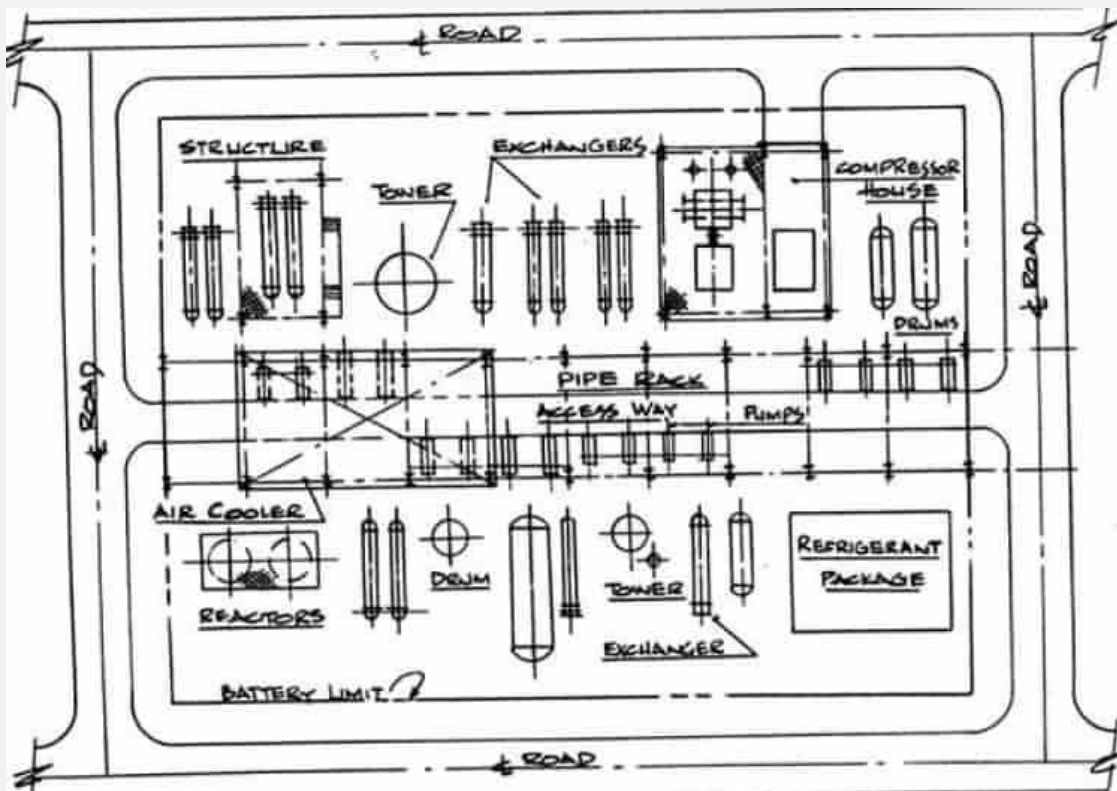 ℄ ROAD
STRUCTURE
EXCHANGERS
TOWER
COMPRESSOR
HOUSE
℄ ROAD
DRUMS
℄ ROAD
PIPE RACK
ACCESS WAY
PUMPS
AIR COOLER
REACTORS
DRUM
TOWER
EXCHANGER
REFRIGERANT
PACKAGE
BATTERY LIMIT
℄ ROAD